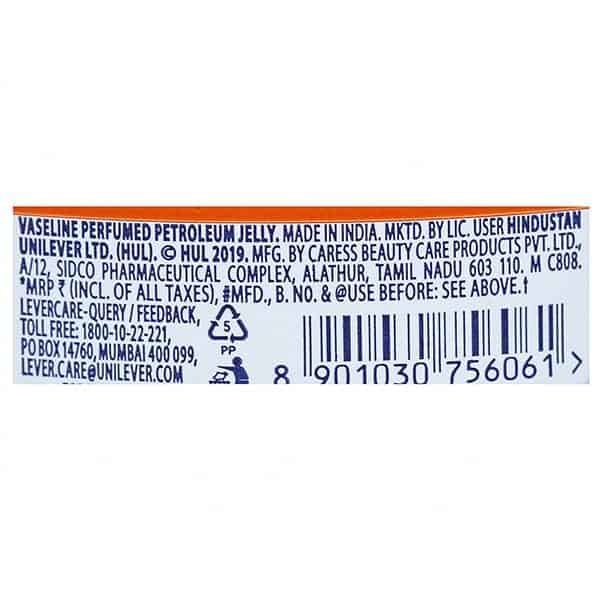 VASELINE PERFUMED PETROLEUM JELLY. MADE IN INDIA. MKTD. BY LIC. USER HINDUSTAN
UNILEVER LTD. (HUL). © HUL 2019. MFG. BY CARESS BEAUTY CARE PRODUCTS PVT. LTD.,
A/12, SIDCO PHARMACEUTICAL COMPLEX, ALATHUR, TAMIL NADU 603 110. M C808.
*MRP ₹ (INCL. OF ALL TAXES), #MFD., B. NO. & @USE BEFORE: SEE ABOVE.†
LEVERCARE-QUERY / FEEDBACK,
TOLL FREE: 1800-10-22-221,
PO BOX 14760, MUMBAI 400 099,
LEVER.CARE@UNILEVER.COM
5
PP
8 901030 756061 >